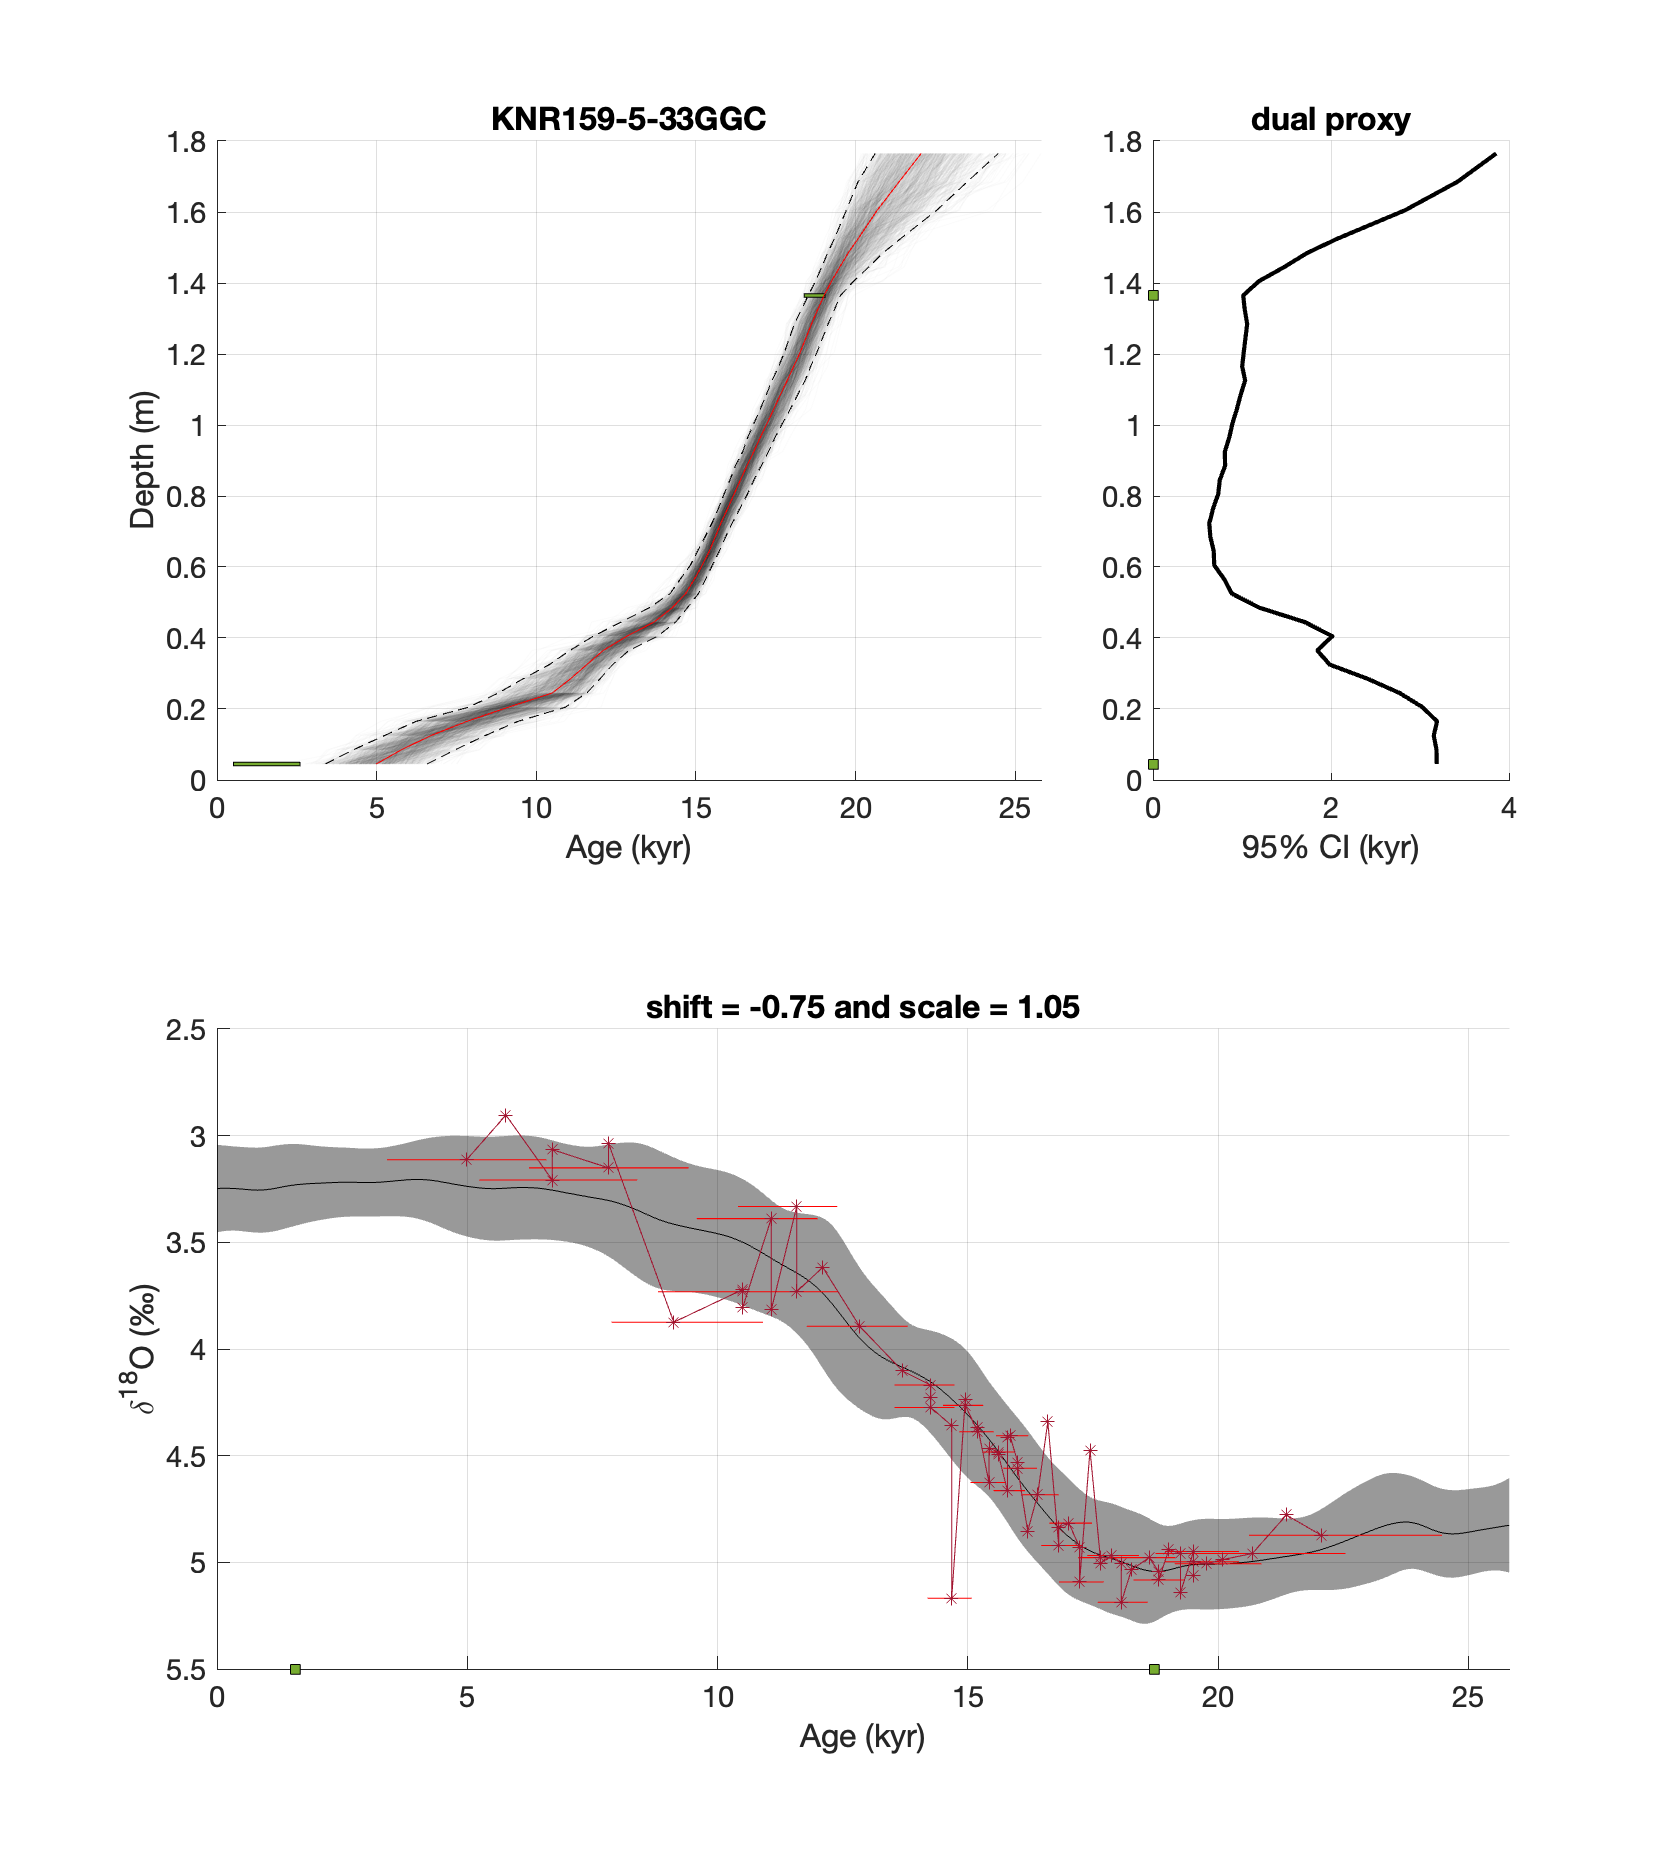 KNR159-5-33GGC
dual proxy
1.8
1.6
1.4
1.2
1
0.8
0.6
0.4
0.2
0
Depth (m)
0 5 10 15 20 25
Age (kyr)
1.8
1.6
1.4
1.2
1
0.8
0.6
0.4
0.2
0
0 2 4
95% CI (kyr)
shift = -0.75 and scale = 1.05
2.5
3
3.5
4
4.5
5
5.5
δ¹⁸O (‰)
0 5 10 15 20 25
Age (kyr)